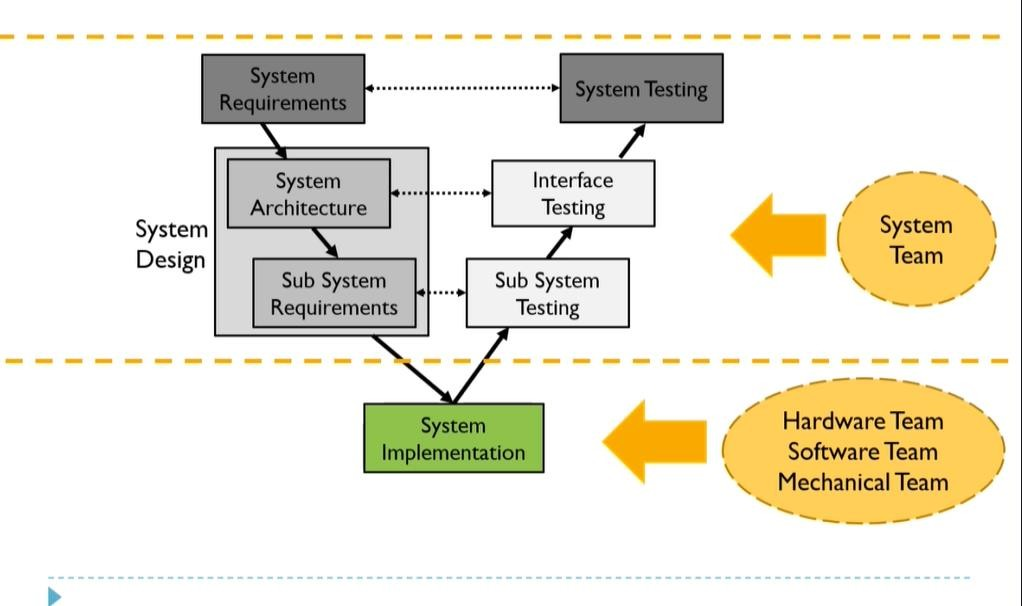 System
Requirements
System Testing
System
Architecture
Interface
Testing
System
Design
System
Team
Sub System
Requirements
Sub System
Testing
System
Implementation
Hardware Team
Software Team
Mechanical Team